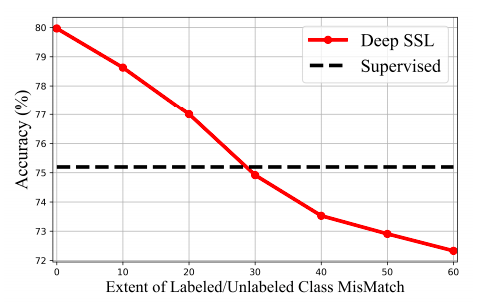 80
79
78
77
76
75
74
73
72
0 10 20 30 40 50 60
Accuracy (%)
Extent of Labeled/Unlabeled Class MisMatch
Deep SSL
Supervised